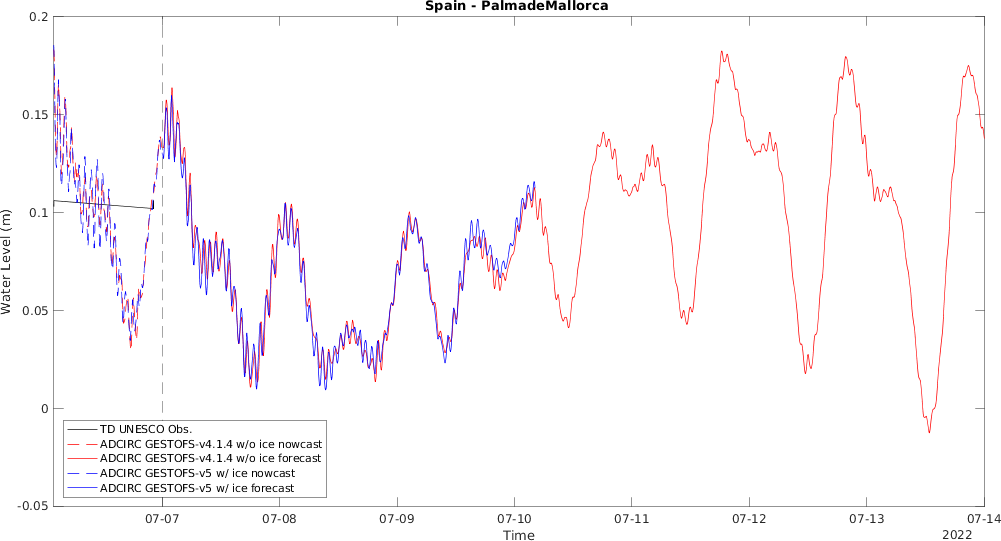 Spain - PalmadeMallorca
0.2
0.15
0.1
0.05
0
-0.05
Water Level (m)
TD UNESCO Obs.
ADCIRC GESTOFS-v4.1.4 w/o ice nowcast
ADCIRC GESTOFS-v4.1.4 w/o ice forecast
ADCIRC GESTOFS-v5 w/ ice nowcast
ADCIRC GESTOFS-v5 w/ ice forecast
07-07 07-08 07-09 07-10 07-11 07-12 07-13 07-14
Time
2022